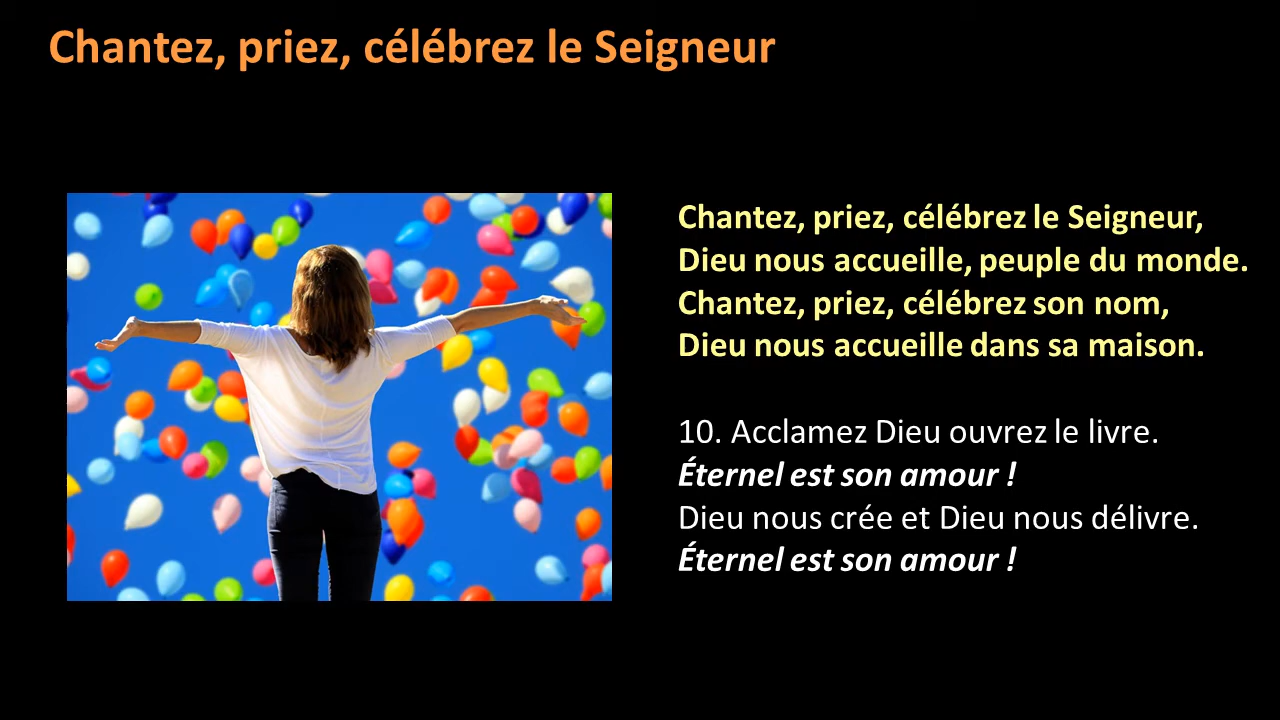 Chantez, priez, célébrez le Seigneur
Chantez, priez, célébrez le Seigneur,
Dieu nous accueille, peuple du monde.
Chantez, priez, célébrez son nom,
Dieu nous accueille dans sa maison.
10. Acclamez Dieu ouvrez le livre.
Éternel est son amour !
Dieu nous crée et Dieu nous délivre.
Éternel est son amour !